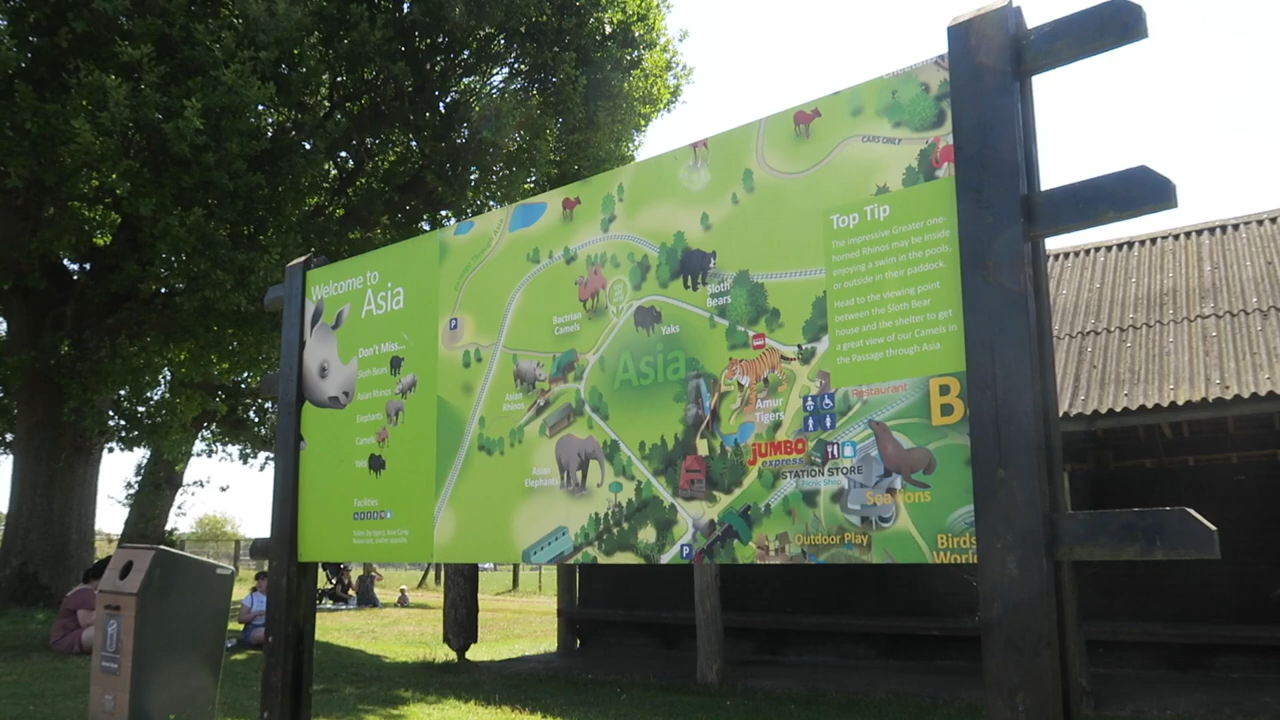 Welcome to
Asia
Don't Miss...
Sloth Bears
Asian Rhinos
Elephants
Camels
Yaks
Facilities
P
CARS ONLY
Sloth
Bears
Bactrian
Camels
Yaks
Asia
Asian
Rhinos
Amur
Tigers
Asian
Elephants
JUMBO
express
STATION STORE
Picnic Shop
Restaurant
Sea lions
Outdoor Play
P
B
Birds
World
Top Tip
The impressive Greater one-
horned Rhinos may be inside
enjoying a swim in the pools,
or outside in their paddock.
Head to the viewing point
between the Sloth Bear
house and the shelter to get
a great view of our Camels in
the Passage through Asia.